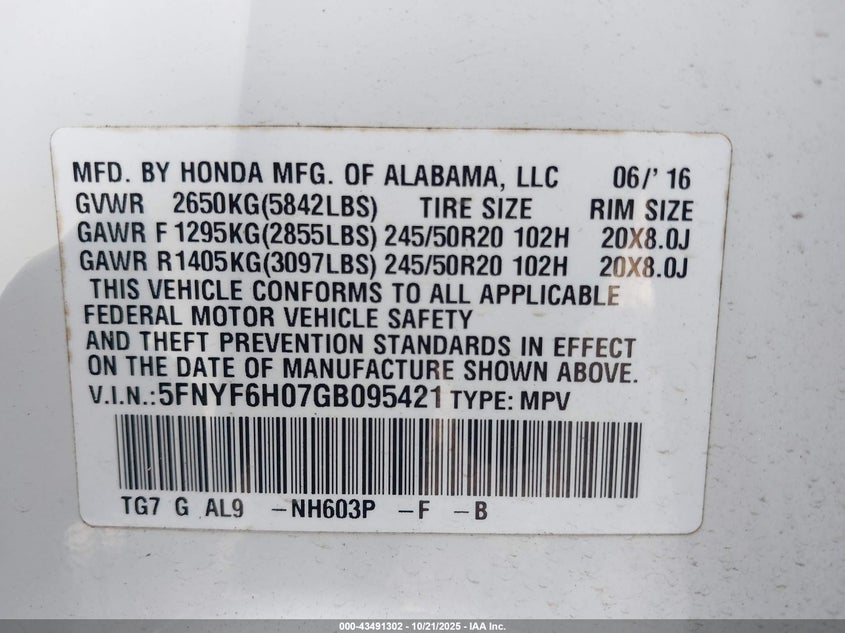 MFD. BY HONDA MFG. OF ALABAMA, LLC 06/' 16
GVWR 2650KG(5842LBS) TIRE SIZE RIM SIZE
GAWR F 1295KG(2855LBS) 245/50R20 102H 20X8.0J
GAWR R1405KG(3097LBS) 245/50R20 102H 20X8.0J
THIS VEHICLE CONFORMS TO ALL APPLICABLE
FEDERAL MOTOR VEHICLE SAFETY
AND THEFT PREVENTION STANDARDS IN EFFECT
ON THE DATE OF MANUFACTURE SHOWN ABOVE.
V.I.N.:5FNYF6H07GB095421 TYPE: MPV
TG7 G AL9 -NH603P -F -B
000-43491302 - 10/21/2025 - IAA Inc.